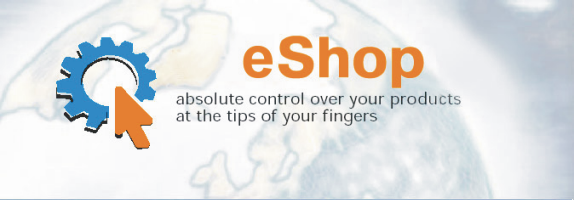 eShop
absolute control over your products
at the tips of your fingers